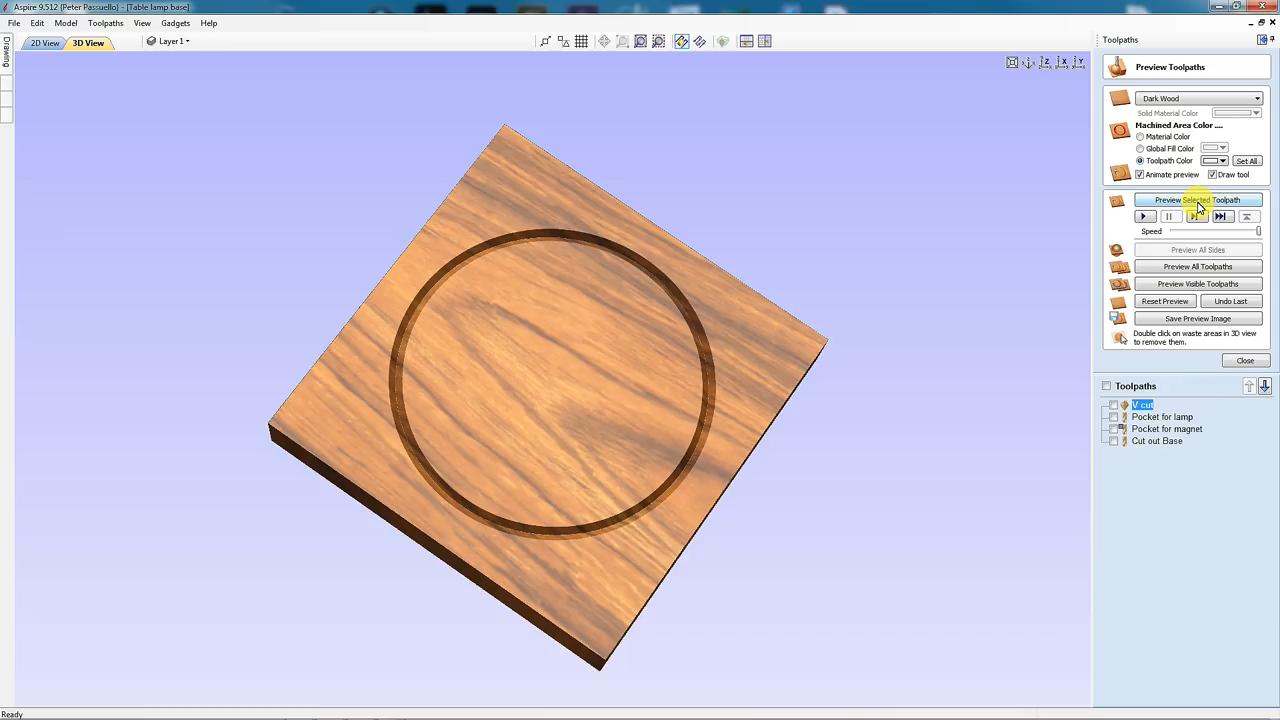 Aspire 9.512 {Peter Passuello} - [Table lamp base]
File Edit Model Toolpaths View Gadgets Help
2D View 3D View Layer 1
Drawing
Toolpaths
Preview Toolpaths
Dark Wood
Solid Material Color
Machined Area Color ....
Material Color
Global Fill Color
Toolpath Color Set All
Animate preview Draw tool
Preview Selected Toolpath
Speed
Preview All Sides
Preview All Toolpaths
Preview Visible Toolpaths
Reset Preview Undo Last
Save Preview Image
Double click on waste areas in 3D view
to remove them.
Close
Toolpaths
V cut
Pocket for lamp
Pocket for magnet
Cut out Base
Ready